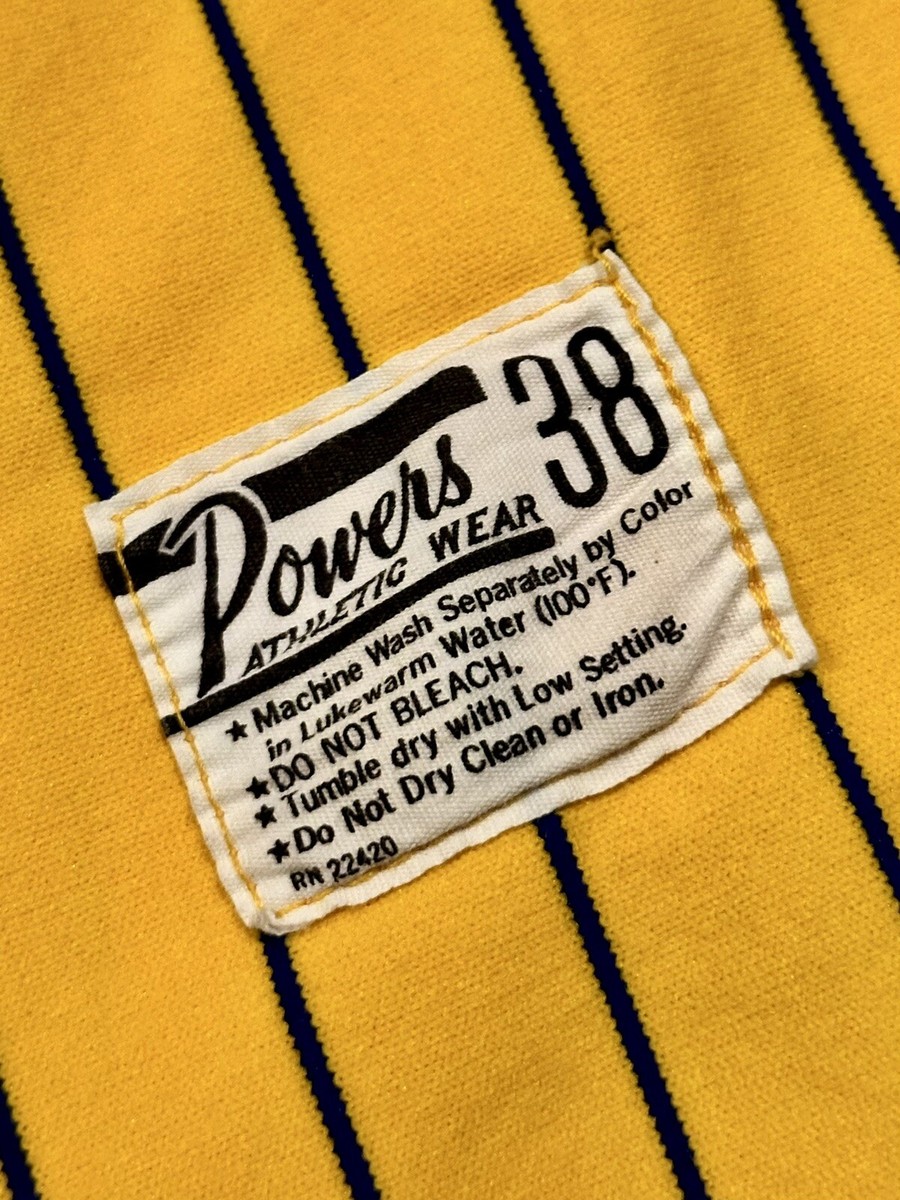 Powers 38
ATHLETIC WEAR
★ Machine Wash Separately by Color
in Lukewarm Water (100°F).
★ DO NOT BLEACH.
★ Tumble dry with Low Setting.
★ Do Not Dry Clean or Iron.
RN 22420